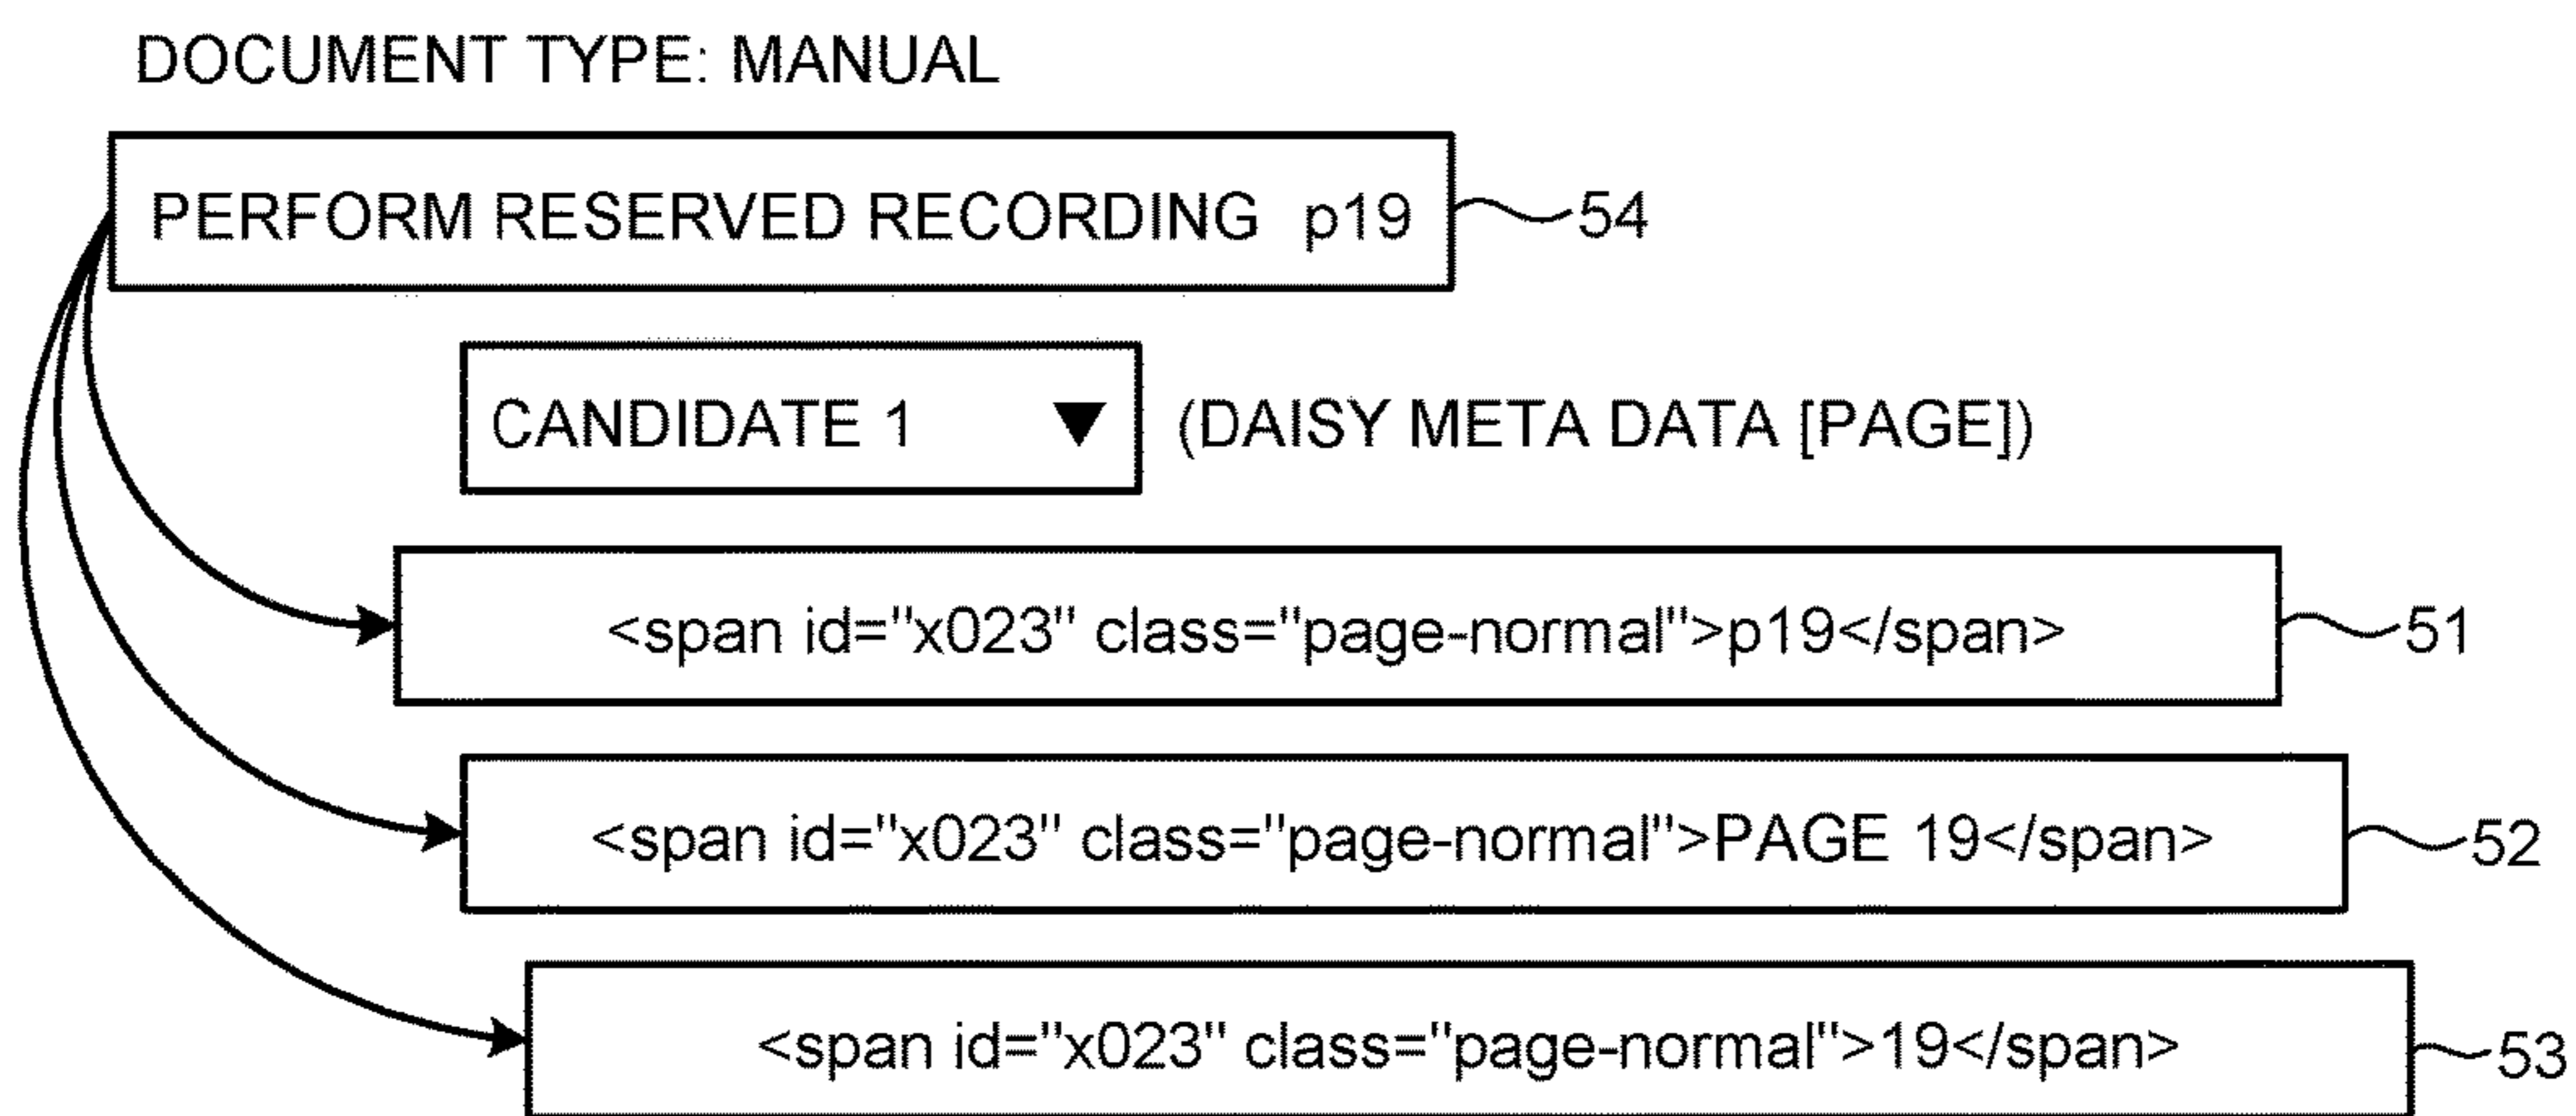 DOCUMENT TYPE: MANUAL
PERFORM RESERVED RECORDING p19 54
CANDIDATE 1 ▼ (DAISY META DATA [PAGE])
<span id="x023" class="page-normal">p19</span> 51
<span id="x023" class="page-normal">PAGE 19</span> 52
<span id="x023" class="page-normal">19</span> 53